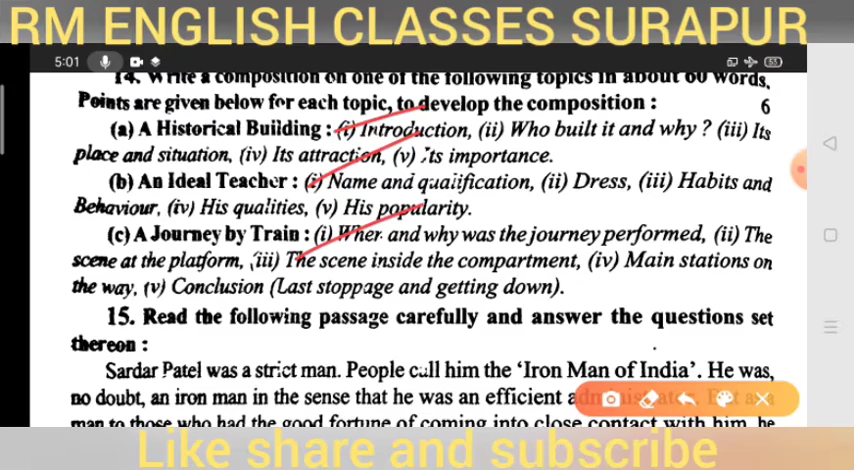 RM ENGLISH CLASSES SURAPUR
5:01
53
14. Write a composition on one of the following topics in about 60 words.
Points are given below for each topic, to develop the composition : 6
(a) A Historical Building : (i) Introduction, (ii) Who built it and why ? (iii) Its
place and situation, (iv) Its attraction, (v) Its importance.
(b) An Ideal Teacher : (i) Name and qualification, (ii) Dress, (iii) Habits and
Behaviour, (iv) His qualities, (v) His popularity.
(c) A Journey by Train : (i) When and why was the journey performed, (ii) The
scene at the platform, (iii) The scene inside the compartment, (iv) Main stations on
the way, (v) Conclusion (Last stoppage and getting down).
15. Read the following passage carefully and answer the questions set
thereon :
Sardar Patel was a strict man. People call him the ‘Iron Man of India’. He was,
no doubt, an iron man in the sense that he was an efficient administrator. But as a
man to those who had the good fortune of coming into close contact with him, he
Like share and subscribe